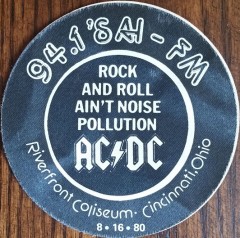 94.1 'SAI - FM
ROCK
AND ROLL
AIN'T NOISE
POLLUTION
AC⚡DC
Riverfront Coliseum • Cincinnati, Ohio
8 • 16 • 80